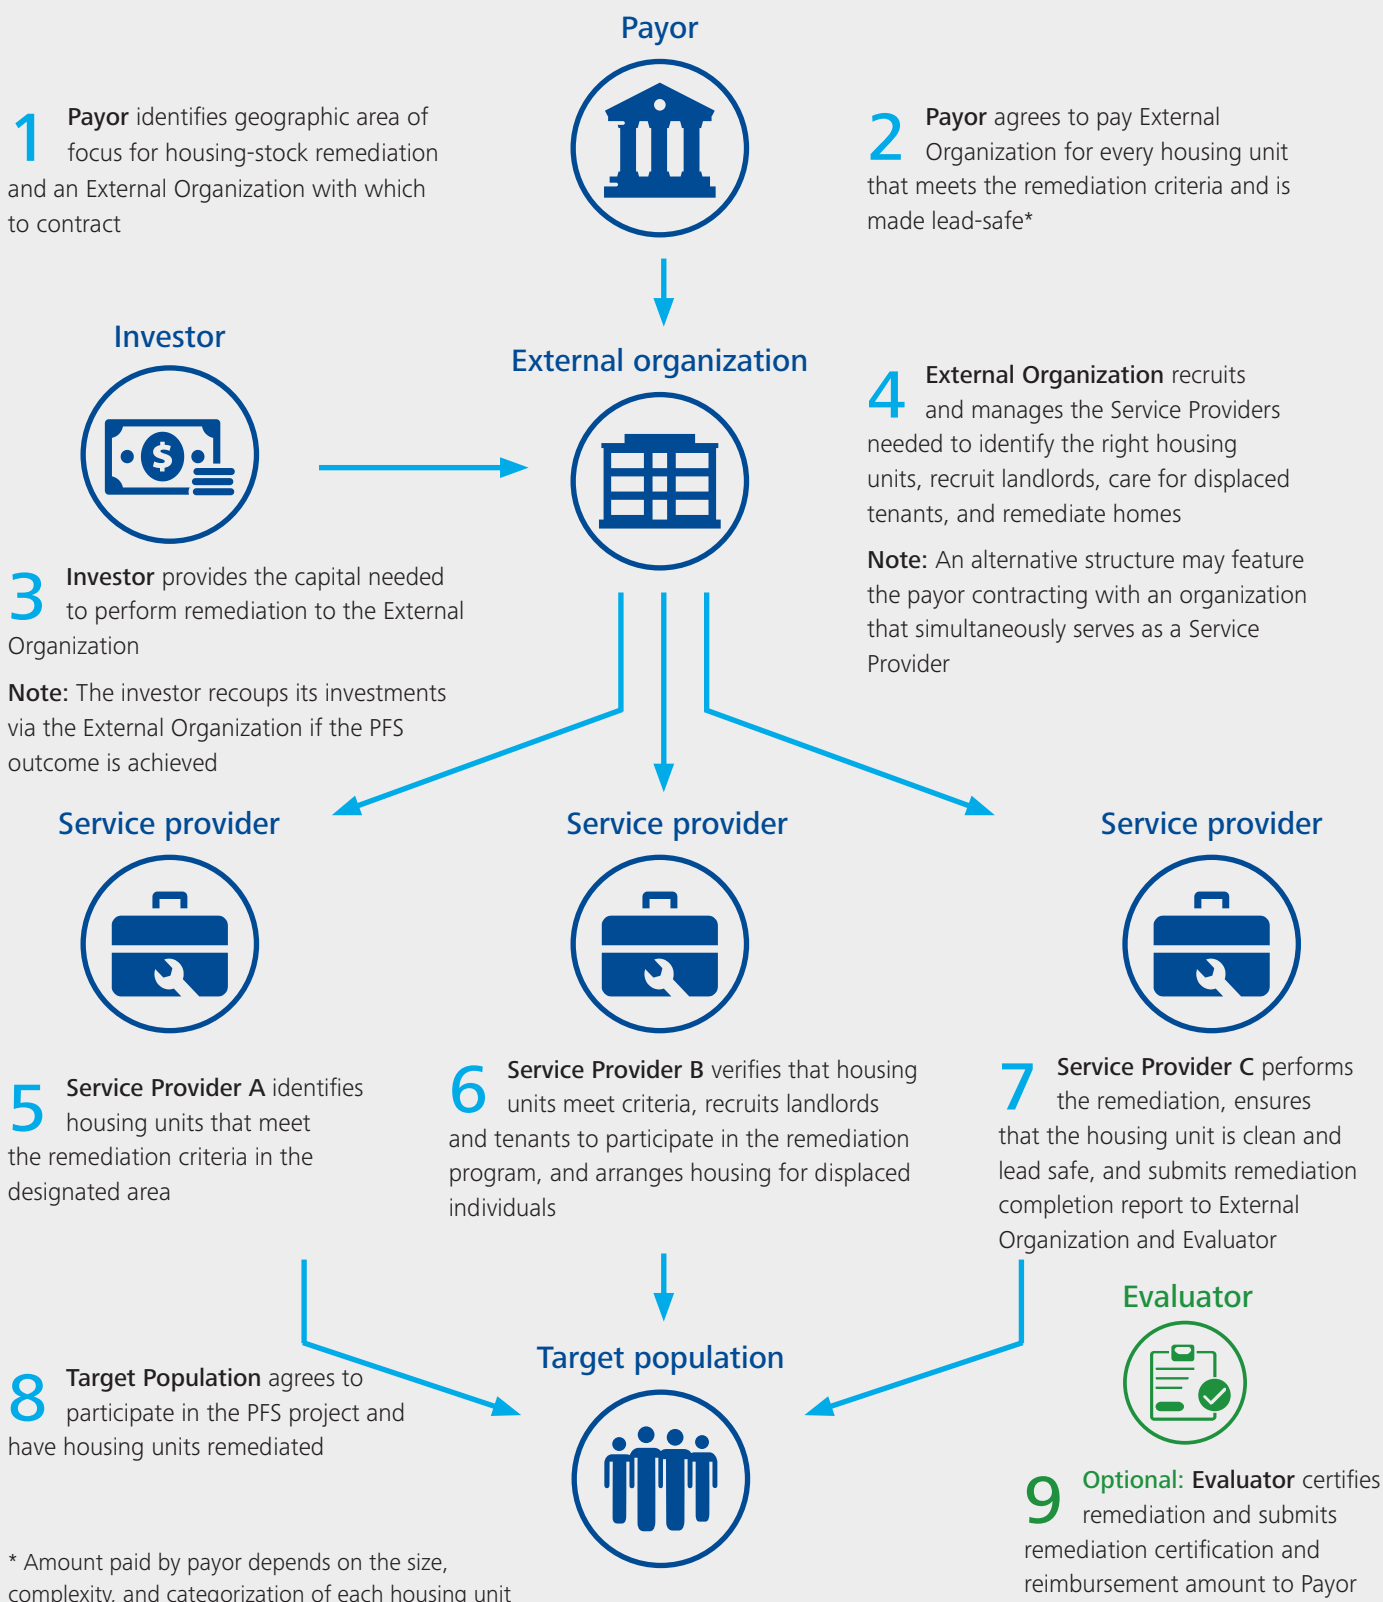 Payor
1 Payor identifies geographic area of
focus for housing-stock remediation
and an External Organization with which
to contract
2 Payor agrees to pay External
Organization for every housing unit
that meets the remediation criteria and is
made lead-safe*
Investor
$
External organization
3 Investor provides the capital needed
to perform remediation to the External
Organization
Note: The investor recoups its investments
via the External Organization if the PFS
outcome is achieved
4 External Organization recruits
and manages the Service Providers
needed to identify the right housing
units, recruit landlords, care for displaced
tenants, and remediate homes
Note: An alternative structure may feature
the payor contracting with an organization
that simultaneously serves as a Service
Provider
Service provider
Service provider
Service provider
5 Service Provider A identifies
housing units that meet
the remediation criteria in the
designated area
6 Service Provider B verifies that housing
units meet criteria, recruits landlords
and tenants to participate in the remediation
program, and arranges housing for displaced
individuals
7 Service Provider C performs
the remediation, ensures
that the housing unit is clean and
lead safe, and submits remediation
completion report to External
Organization and Evaluator
Target population
8 Target Population agrees to
participate in the PFS project and
have housing units remediated
Evaluator
9 Optional: Evaluator certifies
remediation and submits
remediation certification and
reimbursement amount to Payor
* Amount paid by payor depends on the size,
complexity, and categorization of each housing unit